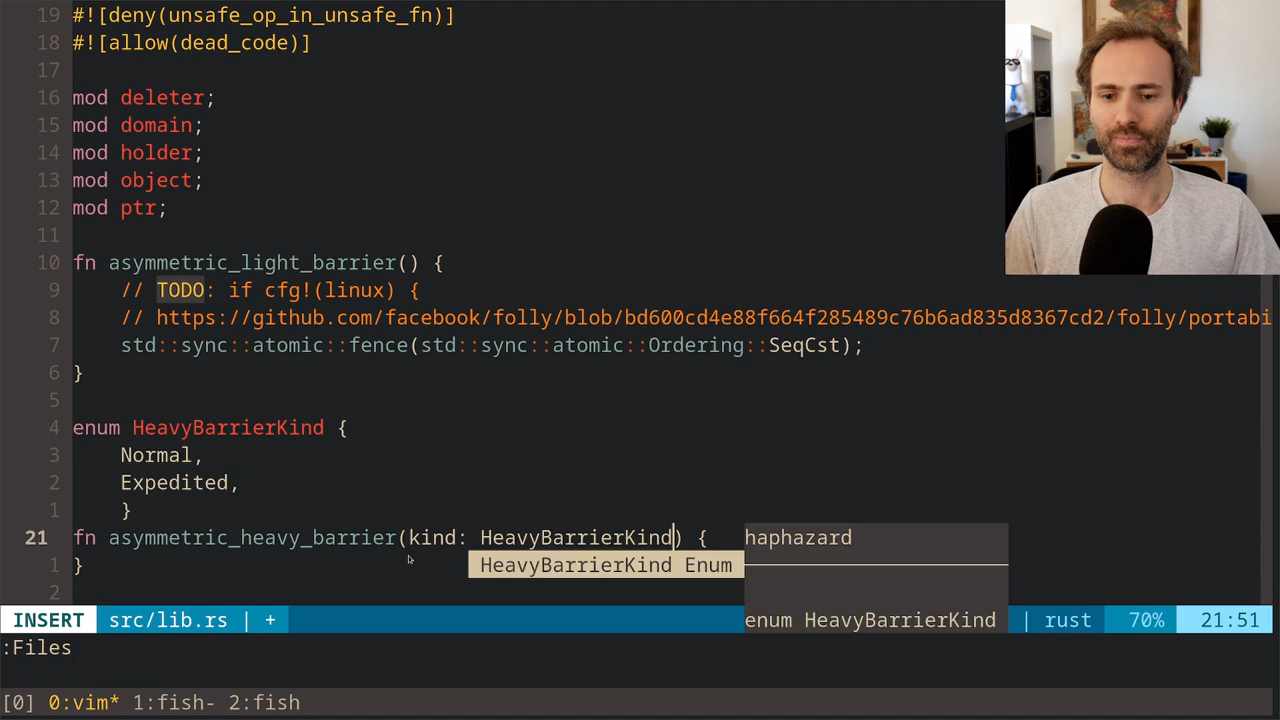 19 #![deny(unsafe_op_in_unsafe_fn)]
18 #![allow(dead_code)]
17
16 mod deleter;
15 mod domain;
14 mod holder;
13 mod object;
12 mod ptr;
11
10 fn asymmetric_light_barrier() {
9 // TODO: if cfg!(linux) {
8 // https://github.com/facebook/folly/blob/bd600cd4e88f664f285489c76b6ad835d8367cd2/folly/portabi
7 std::sync::atomic::fence(std::sync::atomic::Ordering::SeqCst);
6 }
5
4 enum HeavyBarrierKind {
3 Normal,
2 Expedited,
1 }
21 fn asymmetric_heavy_barrier(kind: HeavyBarrierKind) { haphazard
1 } HeavyBarrierKind Enum
2
INSERT src/lib.rs | + enum HeavyBarrierKind | rust 70% 21:51
:Files
[0] 0:vim* 1:fish- 2:fish